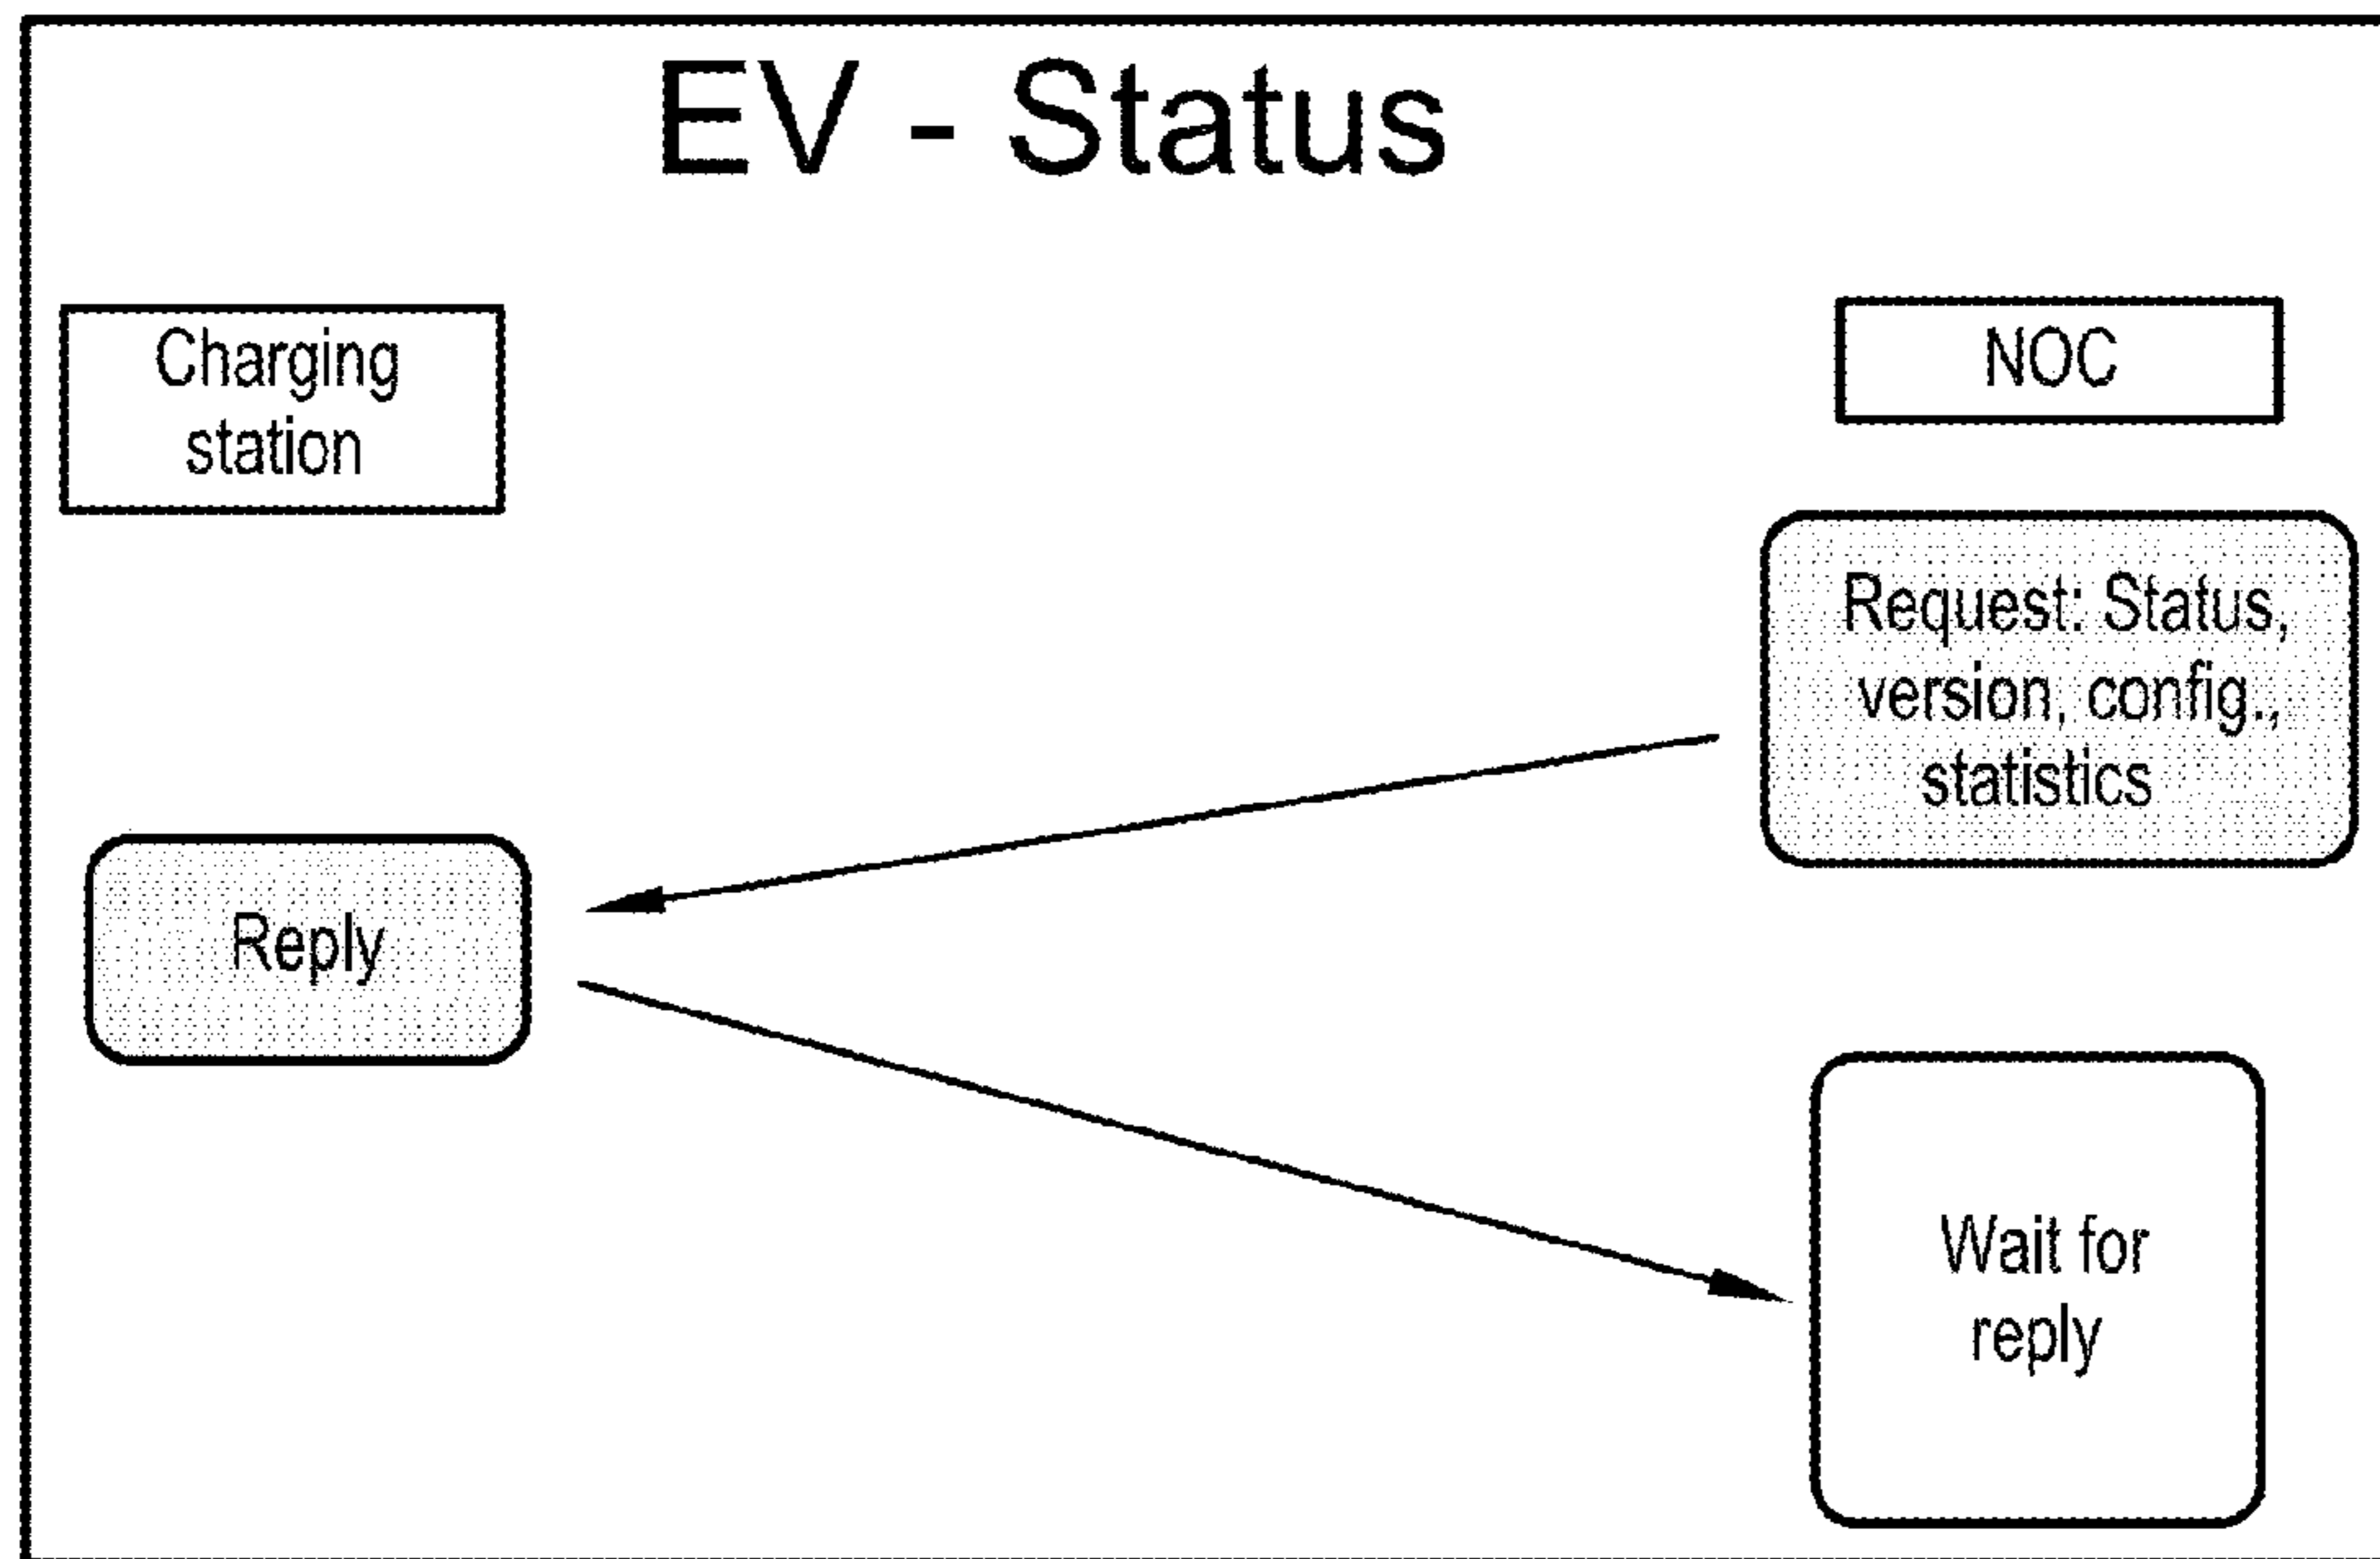 EV - Status
Charging
station
NOC
Request: Status,
version, config.,
statistics
Reply
Wait for
reply